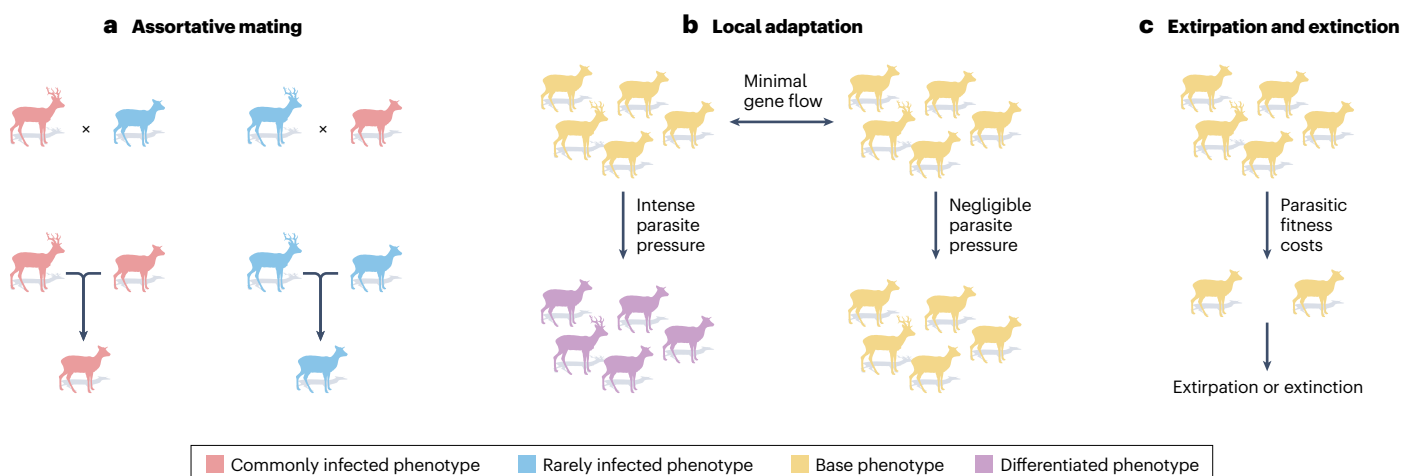 a Assortative mating
×
×
b Local adaptation
Minimal
gene flow
Intense
parasite
pressure
Negligible
parasite
pressure
c Extirpation and extinction
Parasitic
fitness
costs
Extirpation or extinction
Commonly infected phenotype
Rarely infected phenotype
Base phenotype
Differentiated phenotype